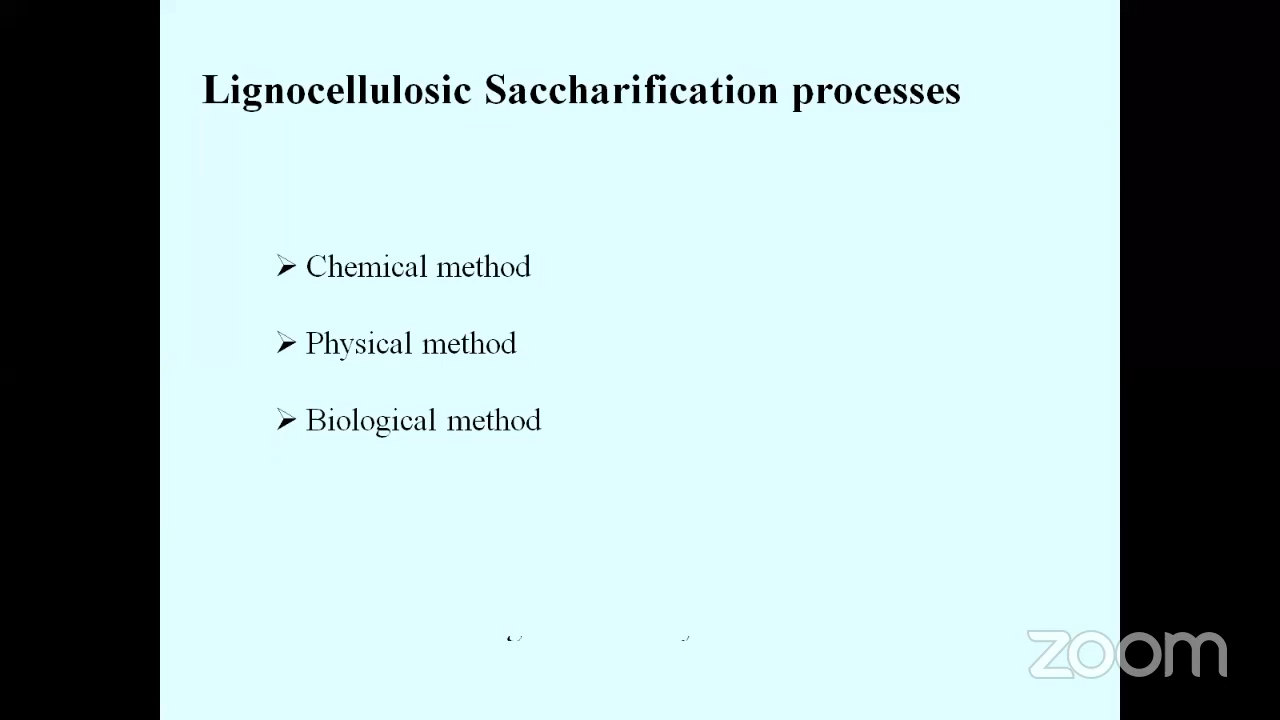 Lignocellulosic Saccharification processes
➢ Chemical method
➢ Physical method
➢ Biological method
zoom